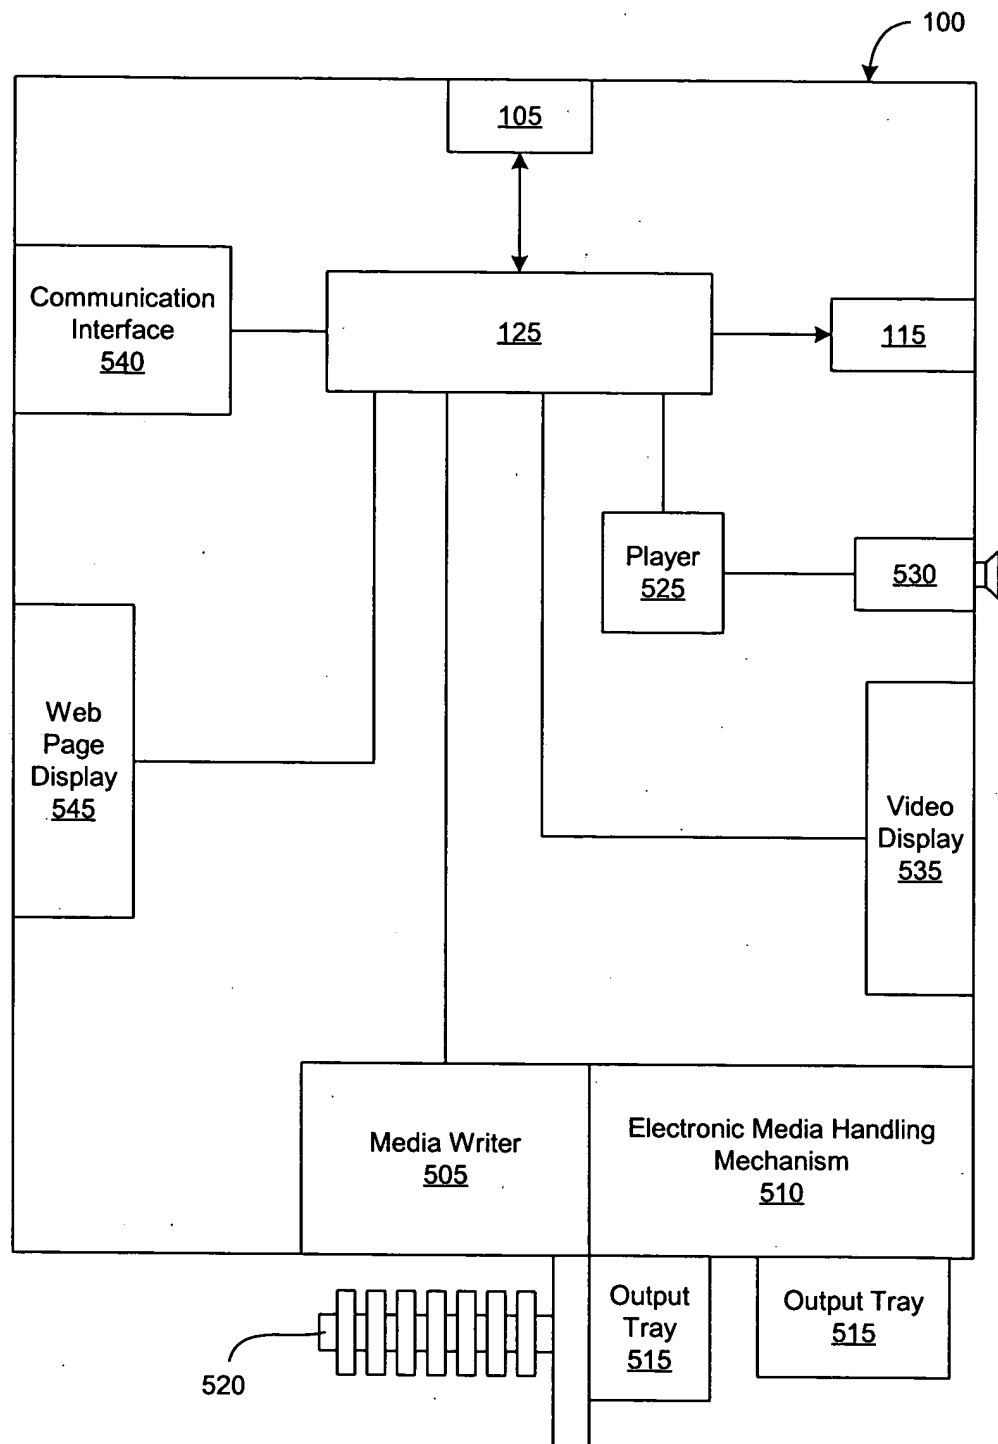 100
105
Communication
Interface
540
125
115
Player
525
530
Web
Page
Display
545
Video
Display
535
Media Writer
505
Electronic Media Handling
Mechanism
510
Output
Tray
515
Output Tray
515
520